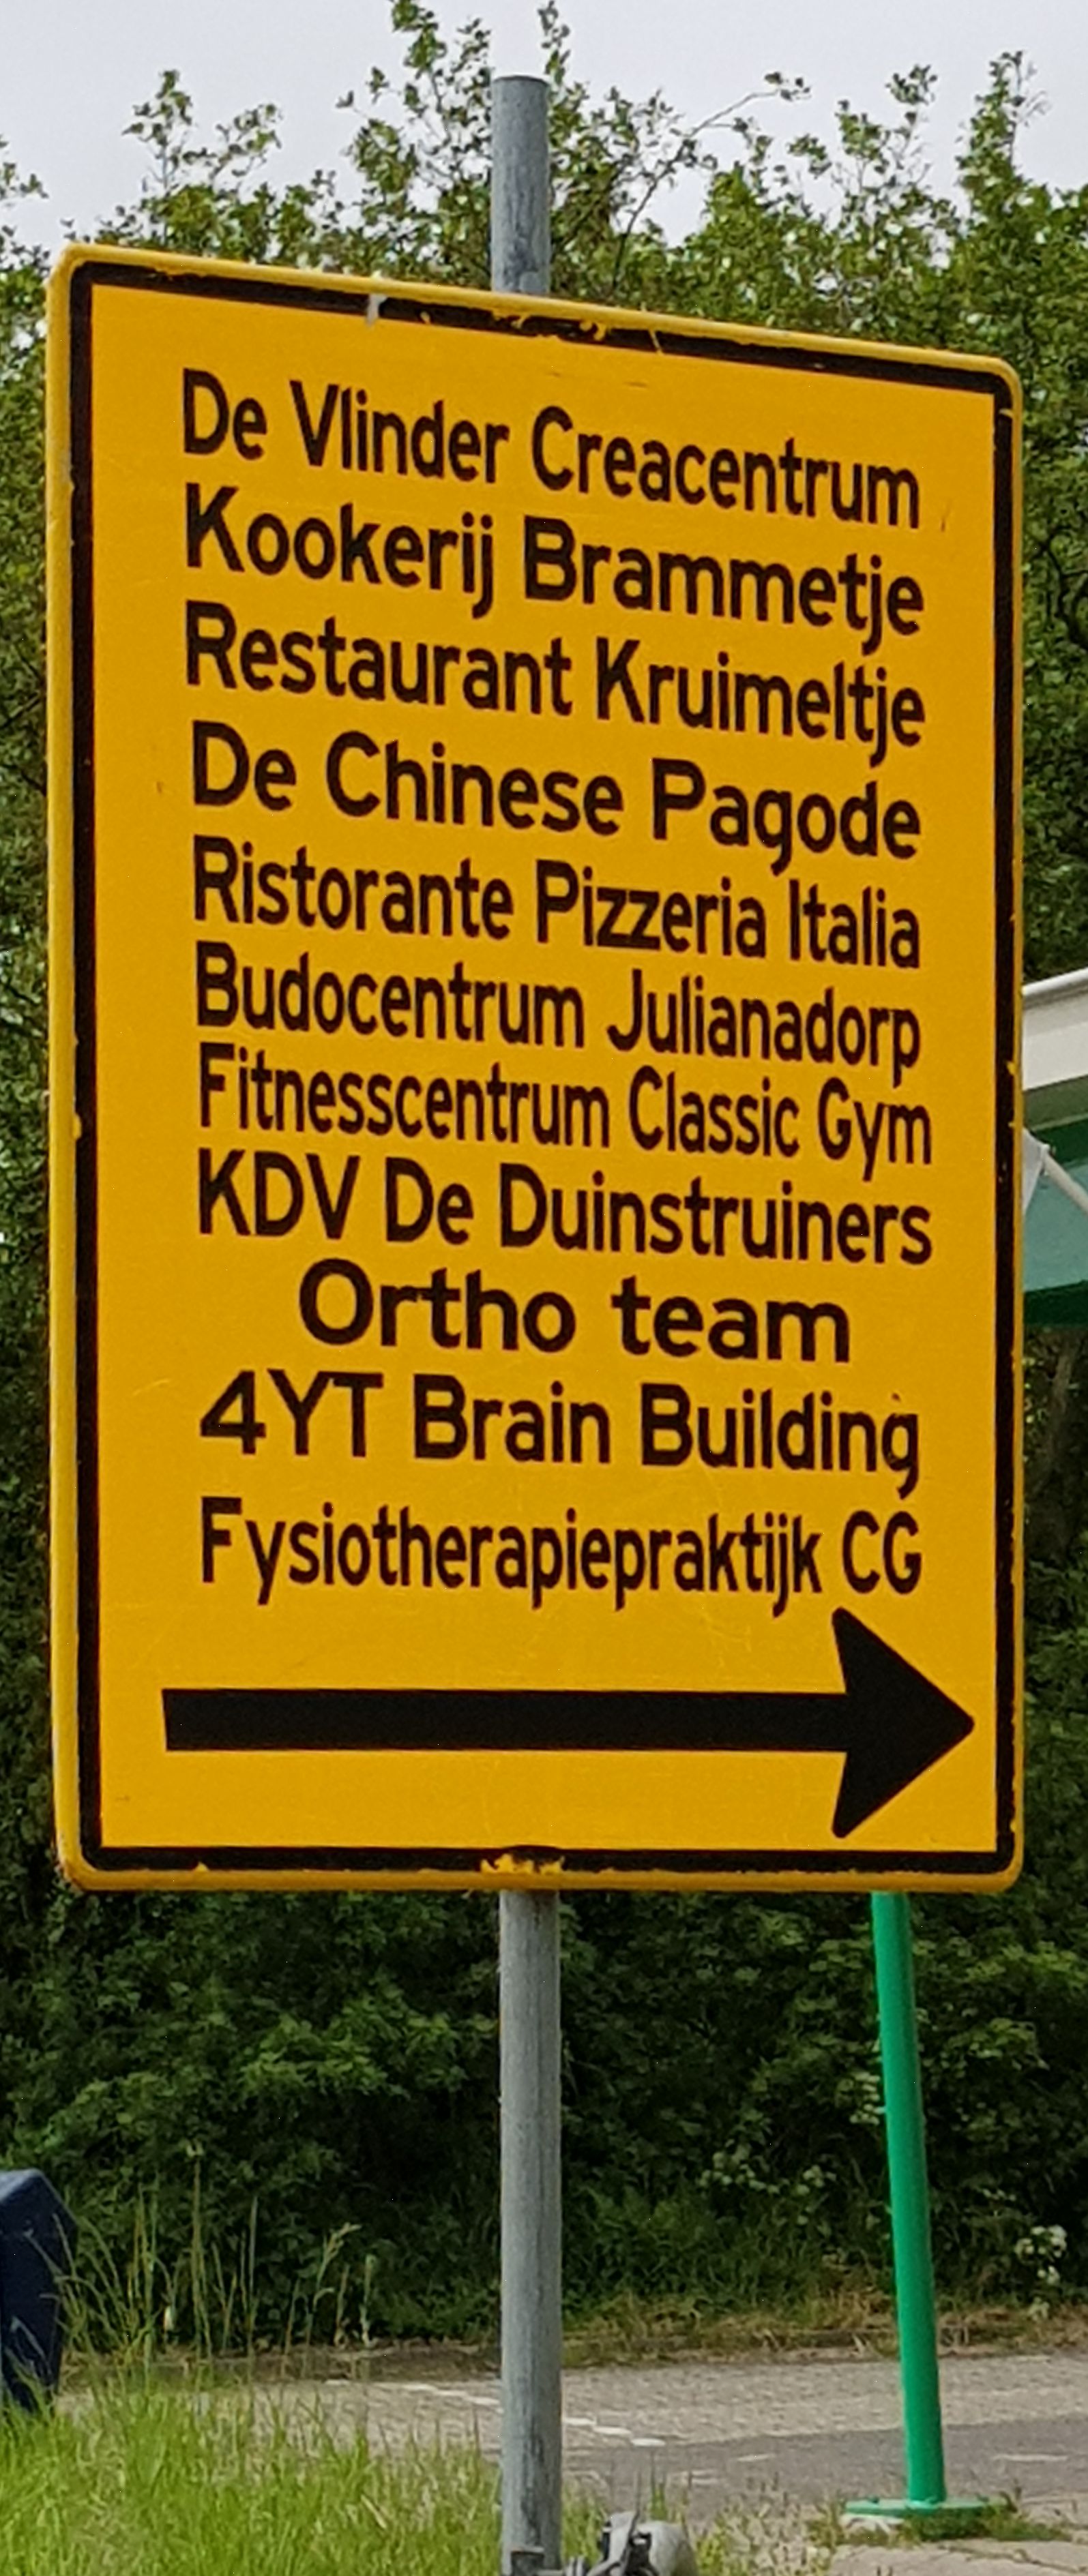 De Vlinder Creacentrum
Kookerij Brammetje
Restaurant Kruimeltje
De Chinese Pagode
Ristorante Pizzeria Italia
Budocentrum Julianadorp
Fitnesscentrum Classic Gym
KDV De Duinstruiners
Ortho team
4YT Brain Building
Fysiotherapiepraktijk CG